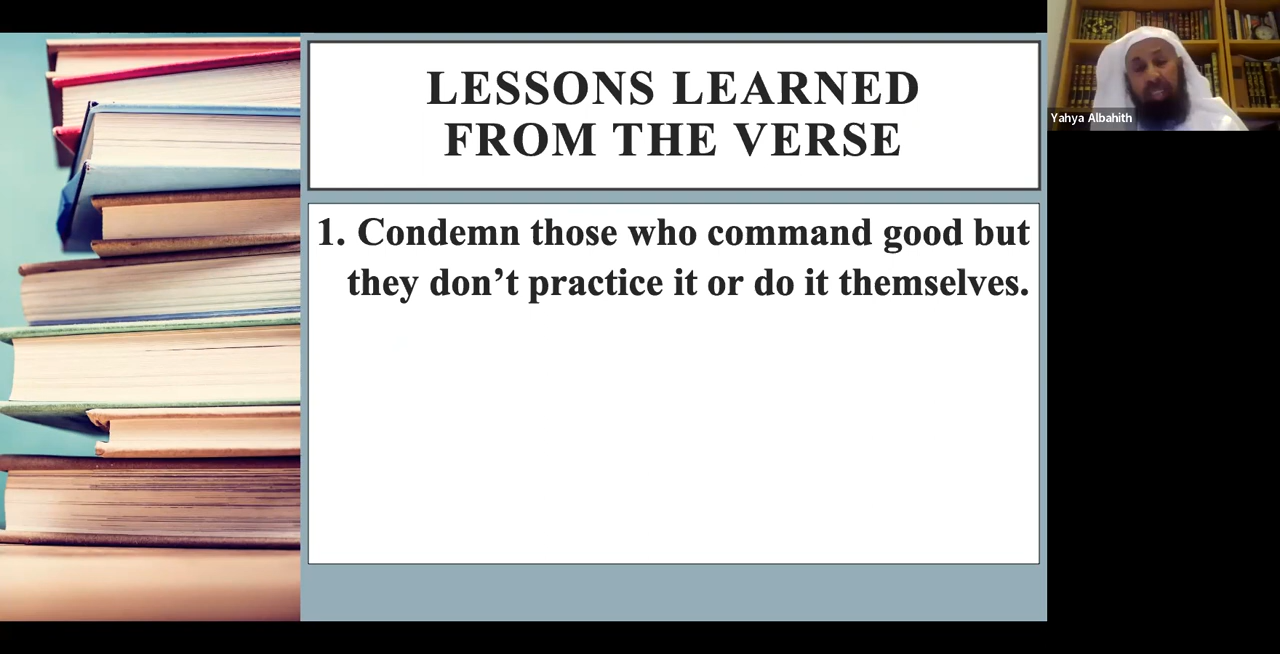 LESSONS LEARNED
FROM THE VERSE
1. Condemn those who command good but
they don’t practice it or do it themselves.
Yahya Albahith